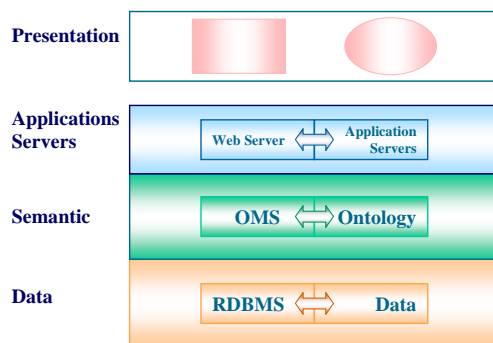 Presentation
Applications
Servers
Web Server
Application
Servers
Semantic
OMS
Ontology
Data
RDBMS
Data